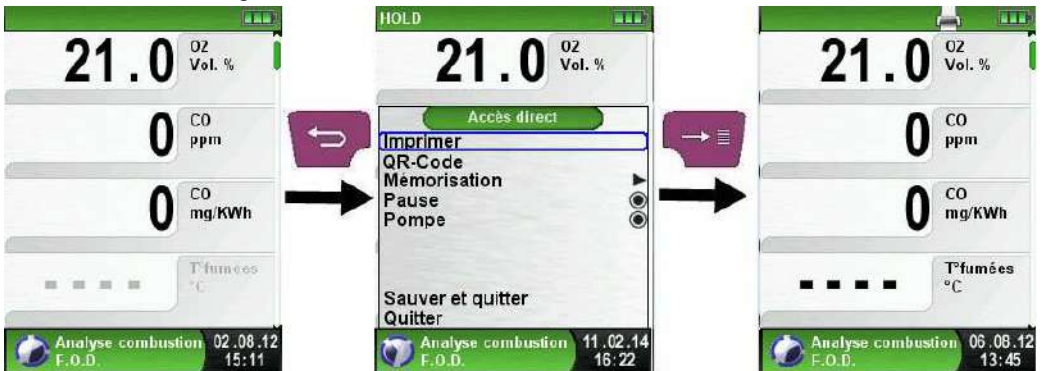 21.0
O2
Vol. %
0
CO
ppm
0
CO
mg/KWh
- - - -
T°fumées
°C
Analyse combustion
F.O.D.
02.08.12
15:11
HOLD
21.0
O2
Vol. %
Accès direct
Imprimer
QR-Code
Mémorisation
Pause
Pompe
Sauver et quitter
Quitter
Analyse combustion
F.O.D.
11.02.14
16:22
21.0
O2
Vol. %
0
CO
ppm
0
CO
mg/KWh
- - - -
T°fumées
°C
Analyse combustion
F.O.D.
06.08.12
13:45